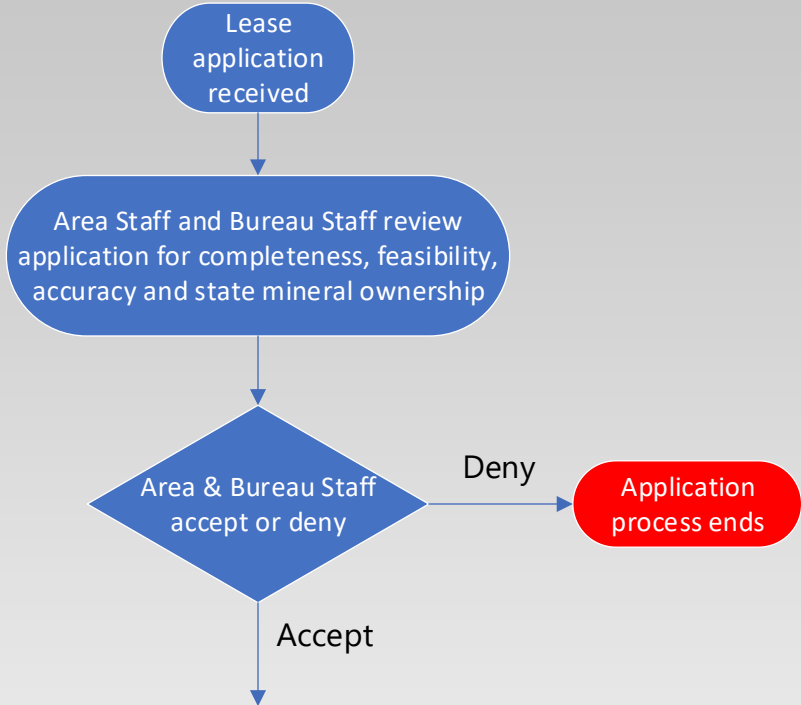 Lease
application
received
Area Staff and Bureau Staff review
application for completeness, feasibility,
accuracy and state mineral ownership
Area & Bureau Staff
accept or deny
Deny
Application
process ends
Accept